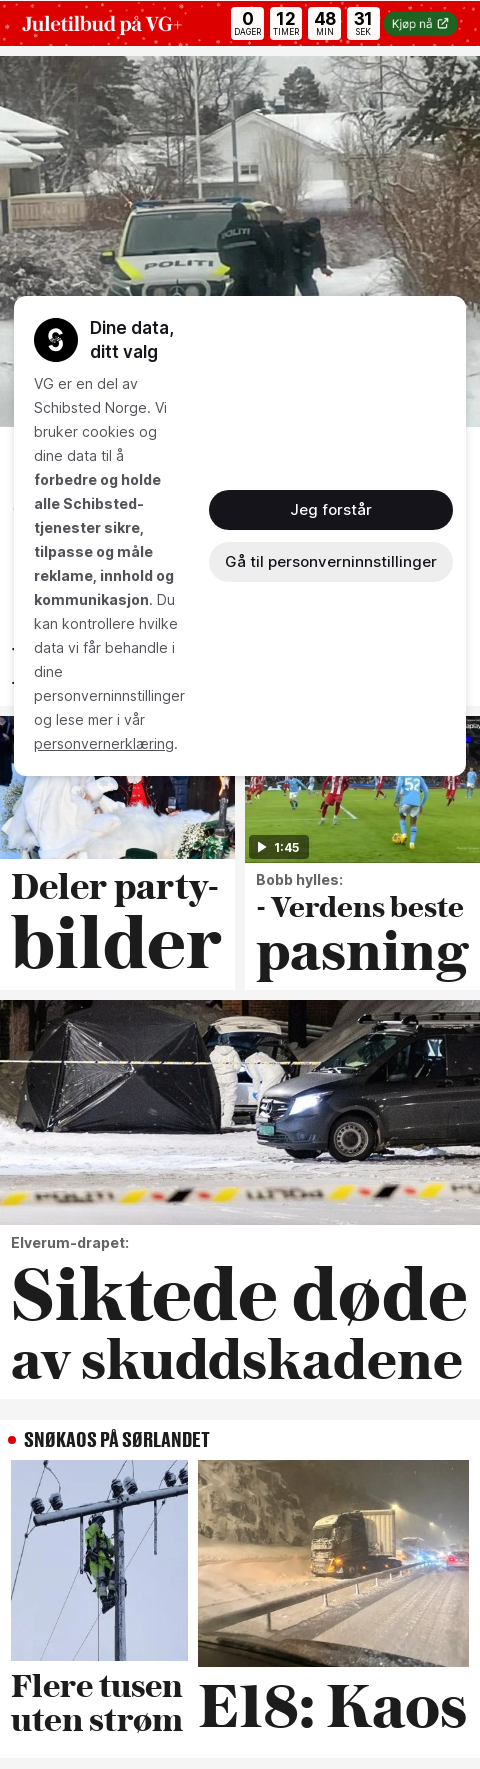 Juletilbud på VG+
0 12 48 31
DAGER TIMER MIN SEK
Kjøp nå
POLITI
POLITI
Dine data,
ditt valg
VG er en del av
Schibsted Norge. Vi
bruker cookies og
dine data til å
forbedre og holde
alle Schibsted-
tjenester sikre,
tilpasse og måle
reklame, innhold og
kommunikasjon. Du
kan kontrollere hvilke
data vi får behandle i
dine
personverninnstillinger
og lese mer i vår
personvernerklæring.
Jeg forstår
Gå til personverninnstillinger
52
1:45
Deler party-
bilder
Bobb hylles:
- Verdens beste
pasning
POLITI
POLITI
Elverum-drapet:
Siktede døde
av skuddskadene
SNØKAOS PÅ SØRLANDET
Flere tusen
uten strøm
E18: Kaos